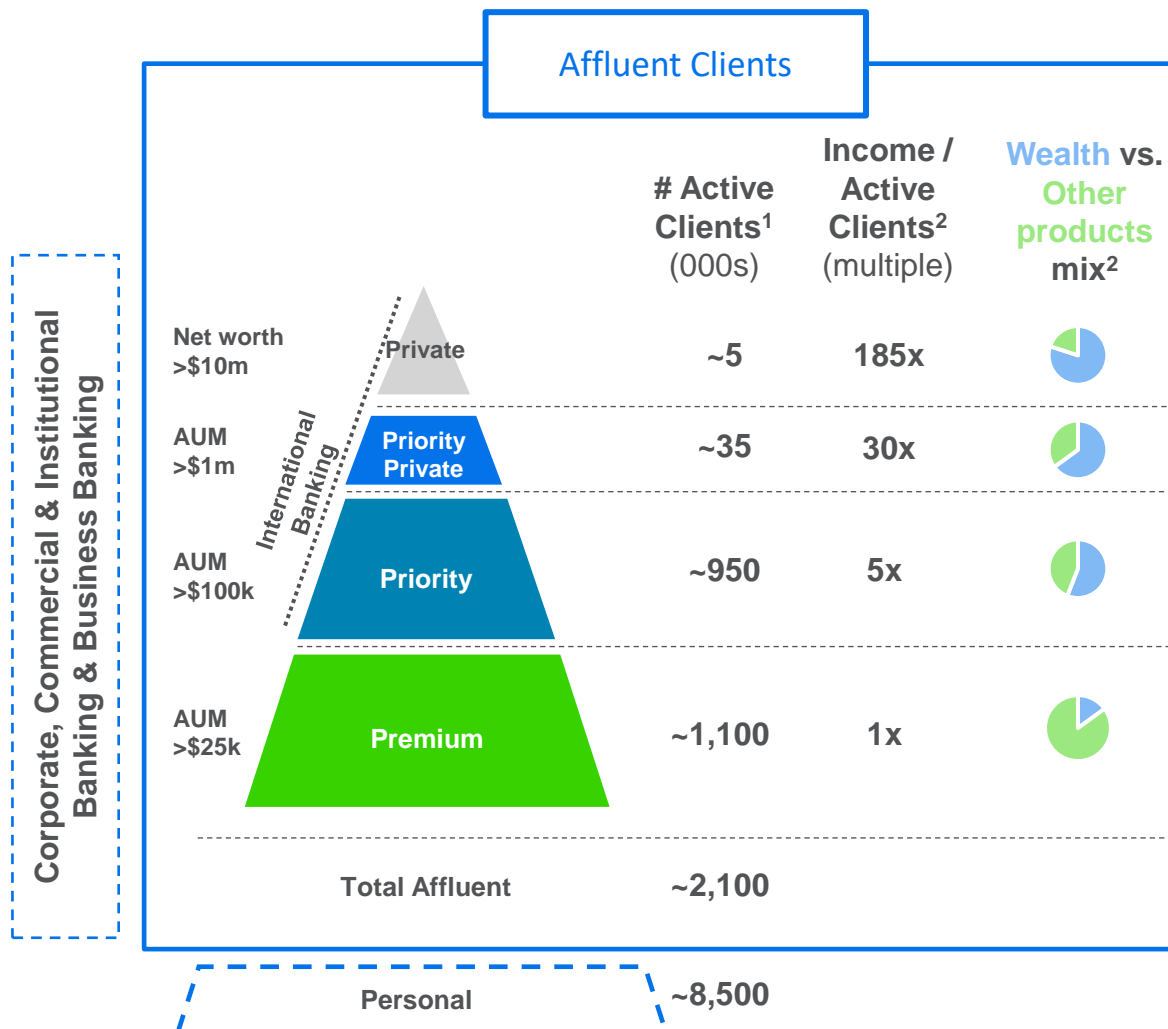 Affluent Clients
# Active
Clients1
(000s)
Income /
Active
Clients2
(multiple)
Wealth vs.
Other
products
mix2
Corporate, Commercial & Institutional
Banking & Business Banking
International
Banking
Net worth
>$10m
Private
~5
185x
AUM
>$1m
Priority
Private
~35
30x
AUM
>$100k
Priority
~950
5x
AUM
>$25k
Premium
~1,100
1x
Total Affluent
~2,100
Personal
~8,500